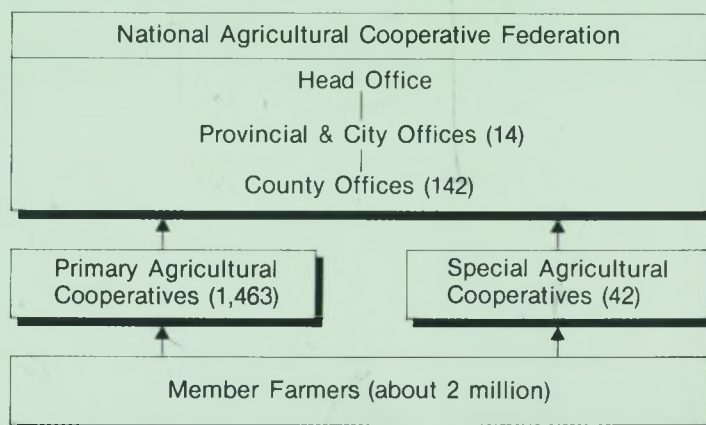 National Agricultural Cooperative Federation
Head Office
Provincial & City Offices (14)
County Offices (142)
Primary Agricultural
Cooperatives (1,463)
Special Agricultural
Cooperatives (42)
Member Farmers (about 2 million)